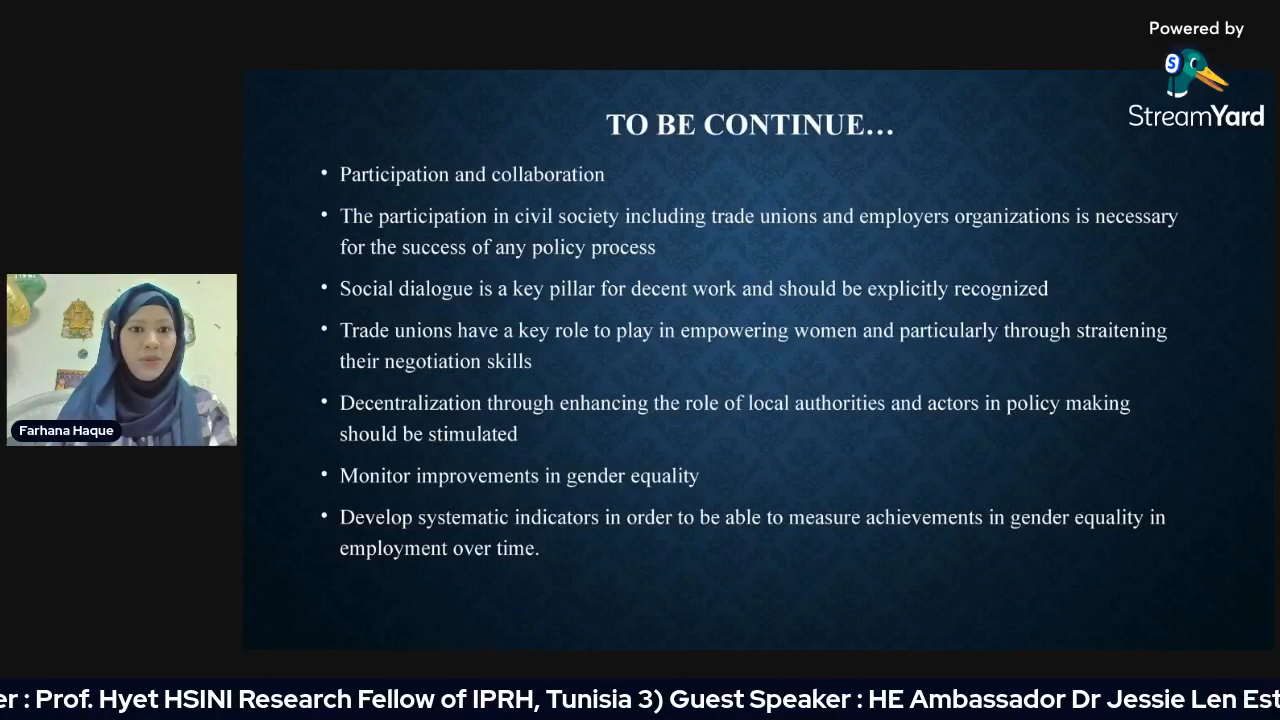 Powered by
S
StreamYard
TO BE CONTINUE...
• Participation and collaboration
• The participation in civil society including trade unions and employers organizations is necessary
for the success of any policy process
• Social dialogue is a key pillar for decent work and should be explicitly recognized
• Trade unions have a key role to play in empowering women and particularly through straitening
their negotiation skills
• Decentralization through enhancing the role of local authorities and actors in policy making
should be stimulated
• Monitor improvements in gender equality
• Develop systematic indicators in order to be able to measure achievements in gender equality in
employment over time.
Farhana Haque
er : Prof. Hyet HSINI Research Fellow of IPRH, Tunisia 3) Guest Speaker : HE Ambassador Dr Jessie Len Est